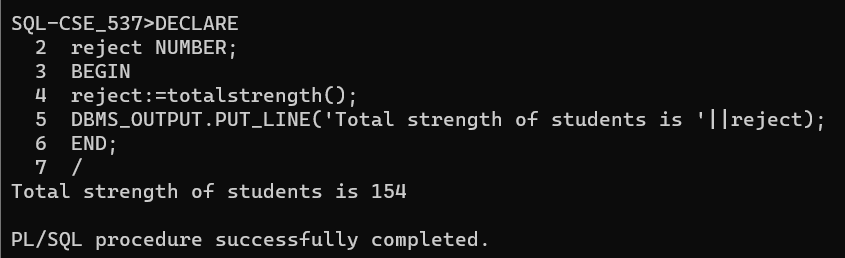 SQL-CSE_537>DECLARE
  2  reject NUMBER;
  3  BEGIN
  4  reject:=totalstrength();
  5  DBMS_OUTPUT.PUT_LINE('Total strength of students is '||reject);
  6  END;
  7  /
Total strength of students is 154

PL/SQL procedure successfully completed.